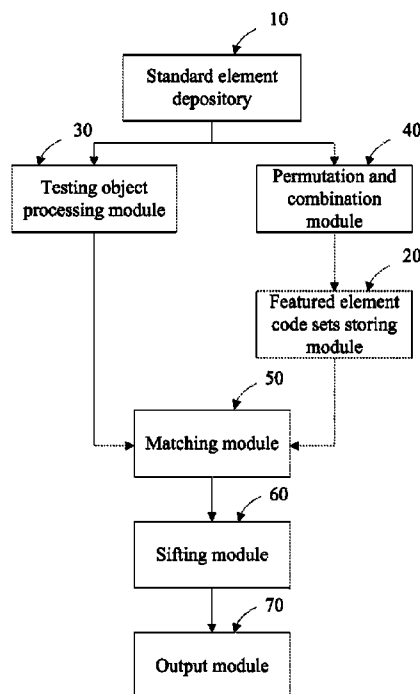 10
Standard element
depository
30
Testing object
processing module
40
Permutation and
combination module
20
Featured element
code sets storing
module
50
Matching module
60
Sifting module
70
Output module